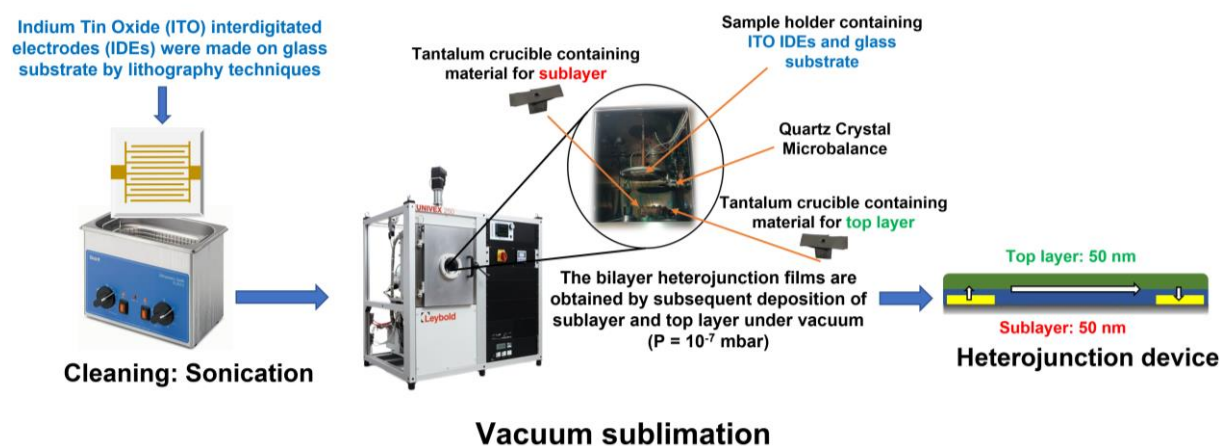 Indium Tin Oxide (ITO) interdigitated
electrodes (IDEs) were made on glass
substrate by lithography techniques
Cleaning: Sonication
Tantalum crucible containing
material for sublayer
Sample holder containing
ITO IDEs and glass
substrate
Quartz Crystal
Microbalance
Tantalum crucible containing
material for top layer
UNIVEX 250
Leybold
The bilayer heterojunction films are
obtained by subsequent deposition of
sublayer and top layer under vacuum
(P = 10⁻⁷ mbar)
Top layer: 50 nm
Sublayer: 50 nm
Heterojunction device
Vacuum sublimation